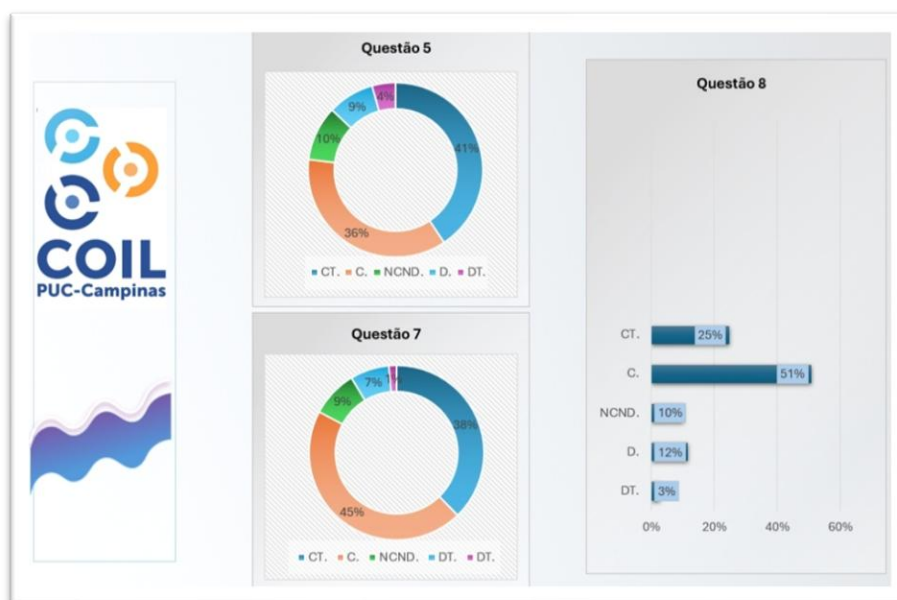 COIL
PUC-Campinas
Questão 5
41%
36%
10%
9%
4%
CT. C. NCND. D. DT.
Questão 7
38%
45%
9%
7%
1%
CT. C. NCND. DT. DT.
Questão 8
CT. 25%
C. 51%
NCND. 10%
D. 12%
DT. 3%
0% 20% 40% 60%